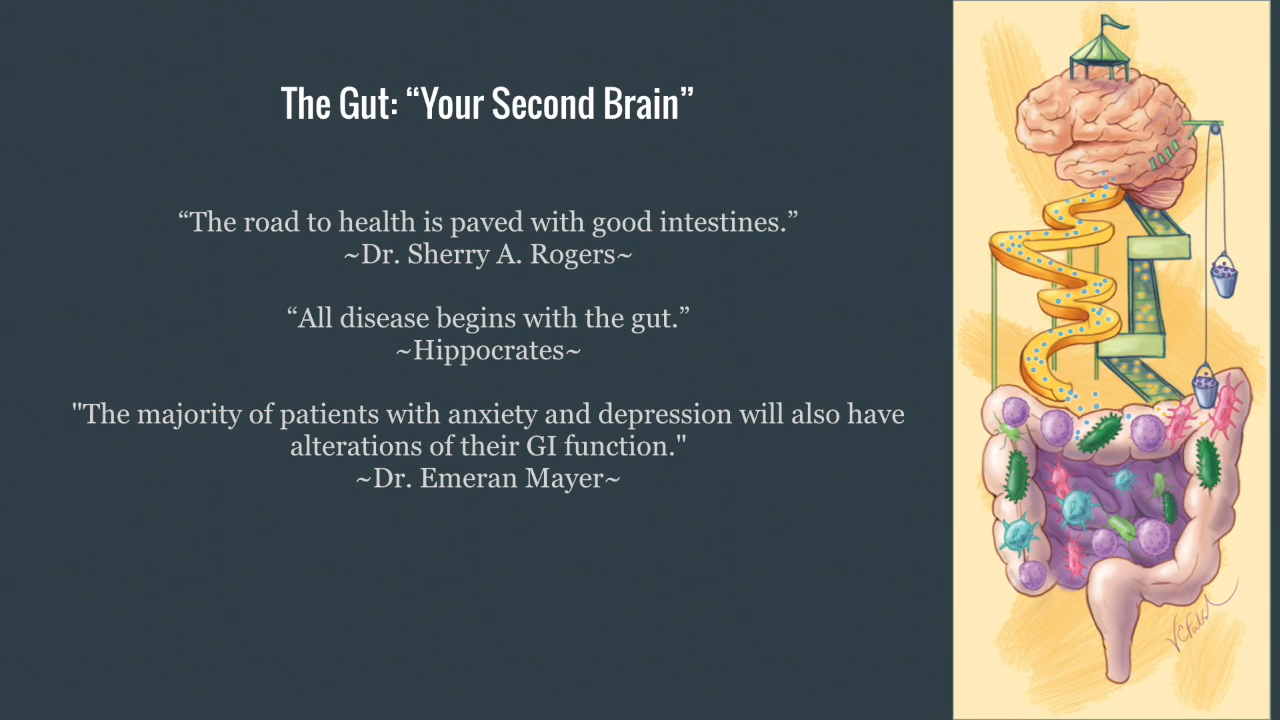 The Gut: “Your Second Brain”
“The road to health is paved with good intestines.”
~Dr. Sherry A. Rogers~
“All disease begins with the gut.”
~Hippocrates~
"The majority of patients with anxiety and depression will also have
alterations of their GI function."
~Dr. Emeran Mayer~